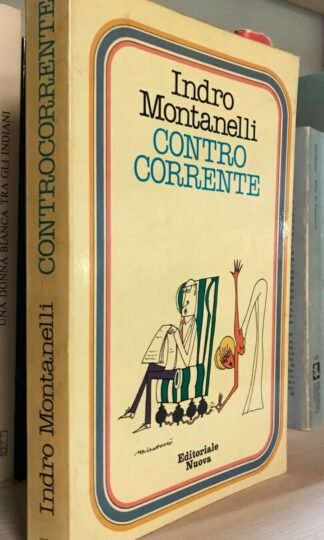 Indro
Montanelli
CONTRO
CORRENTE
Editoriale
Nuova
Indro Montanelli CONTROCORRENTE
UNA DONNA BIANCA TRA GLI INDIANI